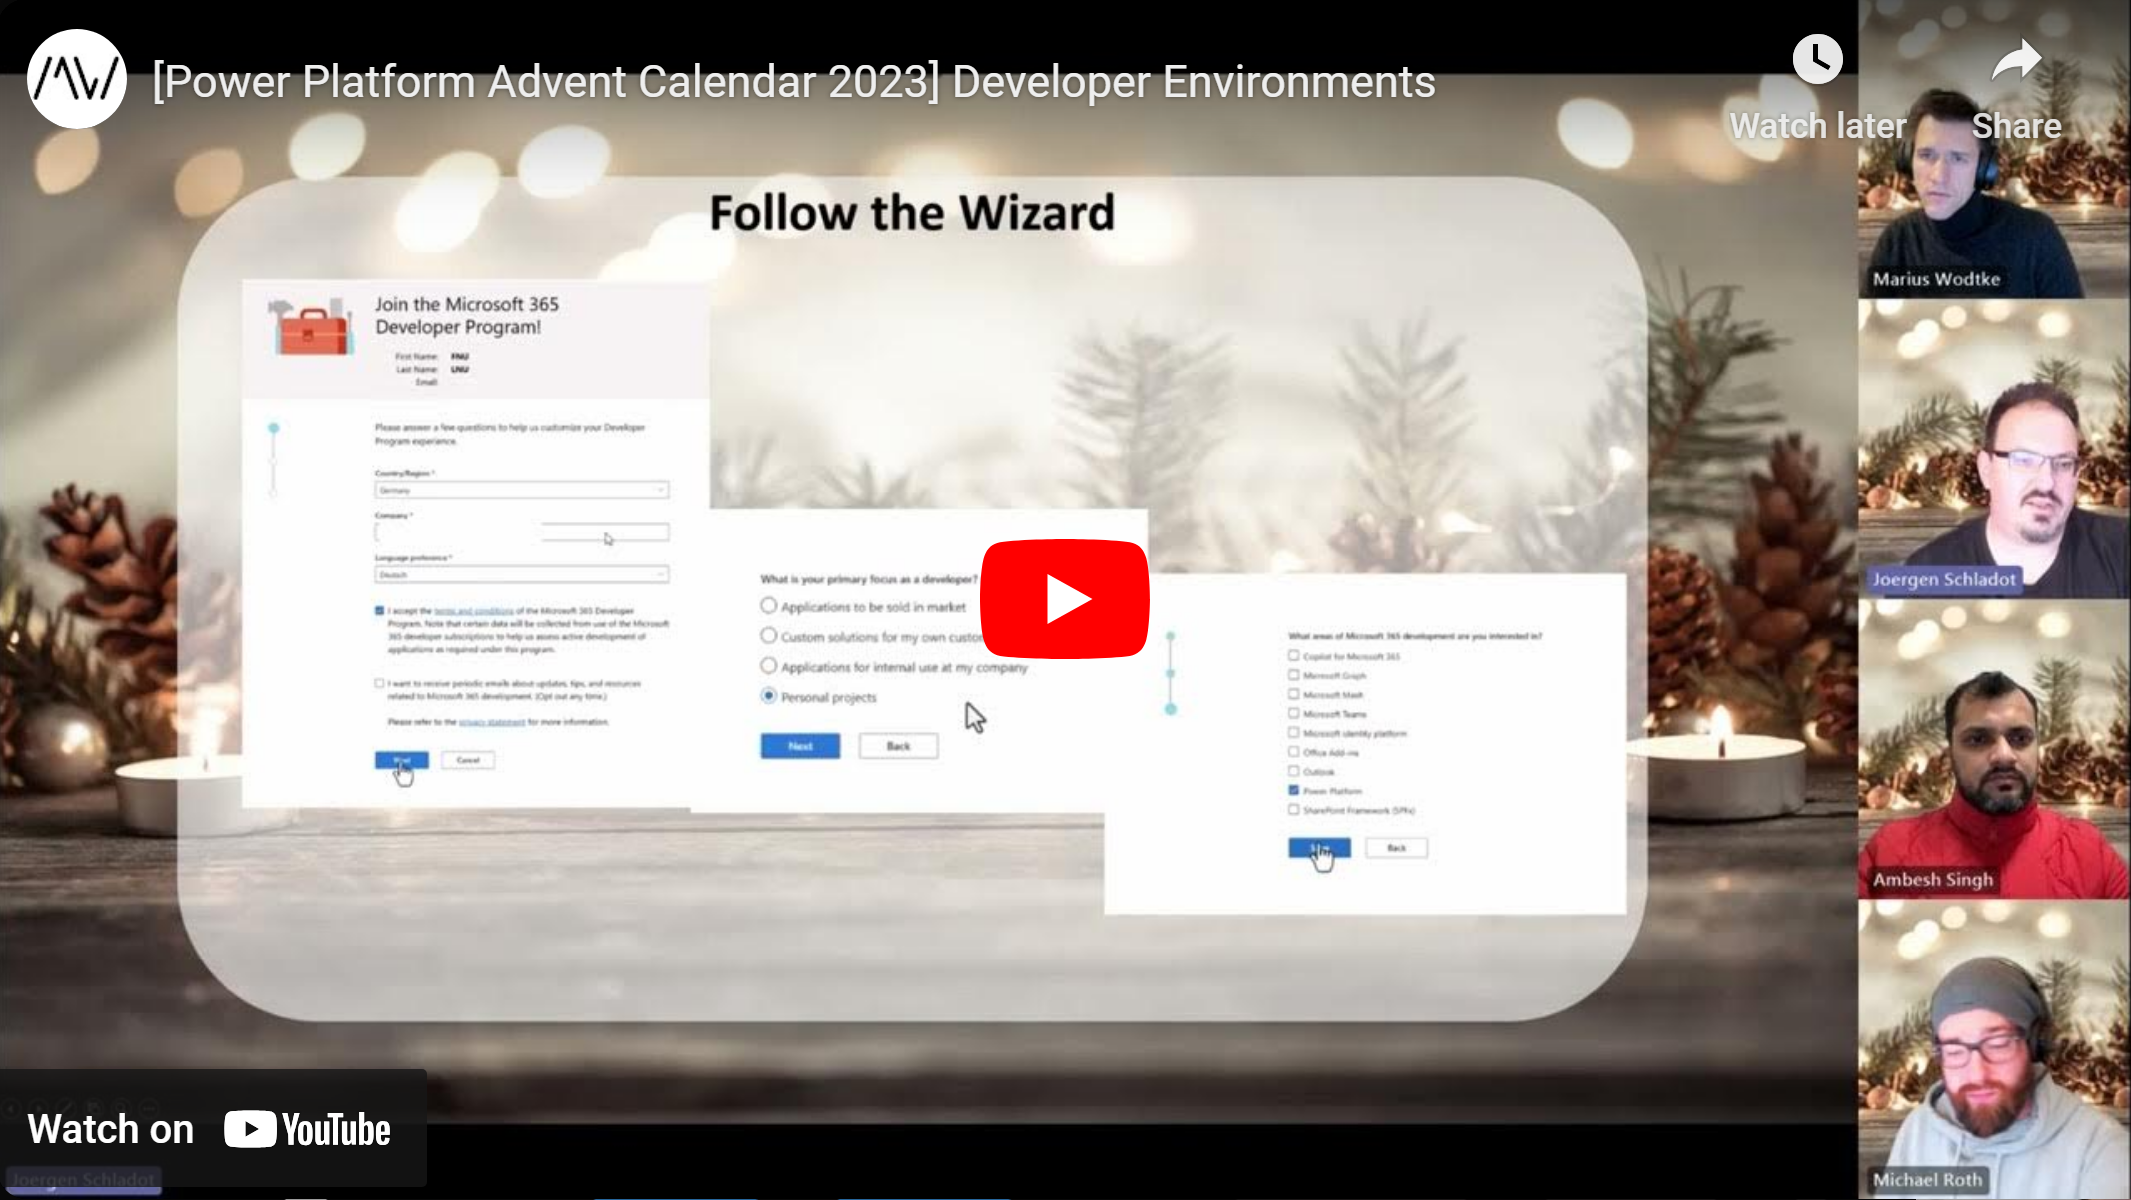 [Power Platform Advent Calendar 2023] Developer Environments
Watch later
Share
Follow the Wizard
Join the Microsoft 365
Developer Program!
First Name: FNU
Last Name: LNU
Email:
Please answer a few questions to help us customize your Developer
Program experience.
Country/Region *
Germany
Company *
Language preference *
Deutsch
I accept the terms and conditions of the Microsoft 365 Developer
Program. Note that certain data will be collected from use of the Microsoft
365 developer subscriptions to help us assess active development of
applications as required under this program.
I want to receive periodic emails about updates, tips, and resources
related to Microsoft 365 development. (Opt out any time.)
Please refer to the privacy statement for more information.
Cancel
What is your primary focus as a developer?
Applications to be sold in market
Custom solutions for my own
Applications for internal use at my company
Personal projects
Next
Back
What areas of Microsoft 365 development are you interested in?
Copilot for Microsoft 365
Microsoft Graph
Microsoft Mesh
Microsoft Teams
Microsoft identity platform
Office Add-ins
Outlook
Power Platform
SharePoint Framework (SPFx)
Back
Marius Wodtke
Joergen Schladot
Ambesh Singh
Michael Roth
Watch on YouTube
Joergen Schladot